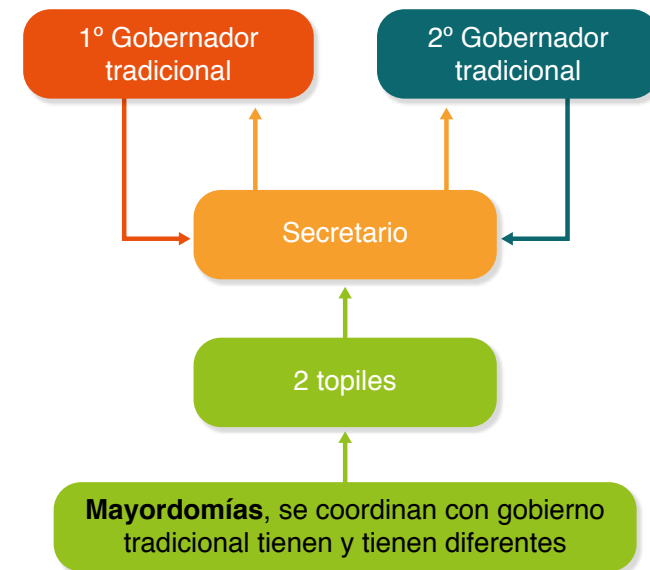 1º Gobernador
tradicional
2º Gobernador
tradicional
Secretario
2 topiles
Mayordomías, se coordinan con gobierno
tradicional tienen y tienen diferentes